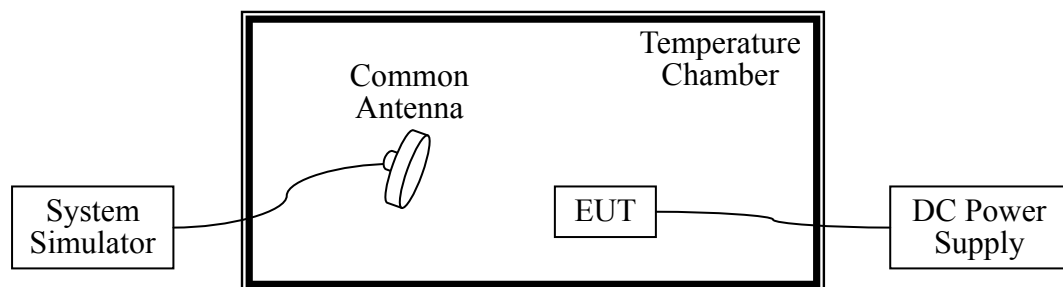 Temperature
Chamber
Common
Antenna
System
Simulator
EUT
DC Power
Supply